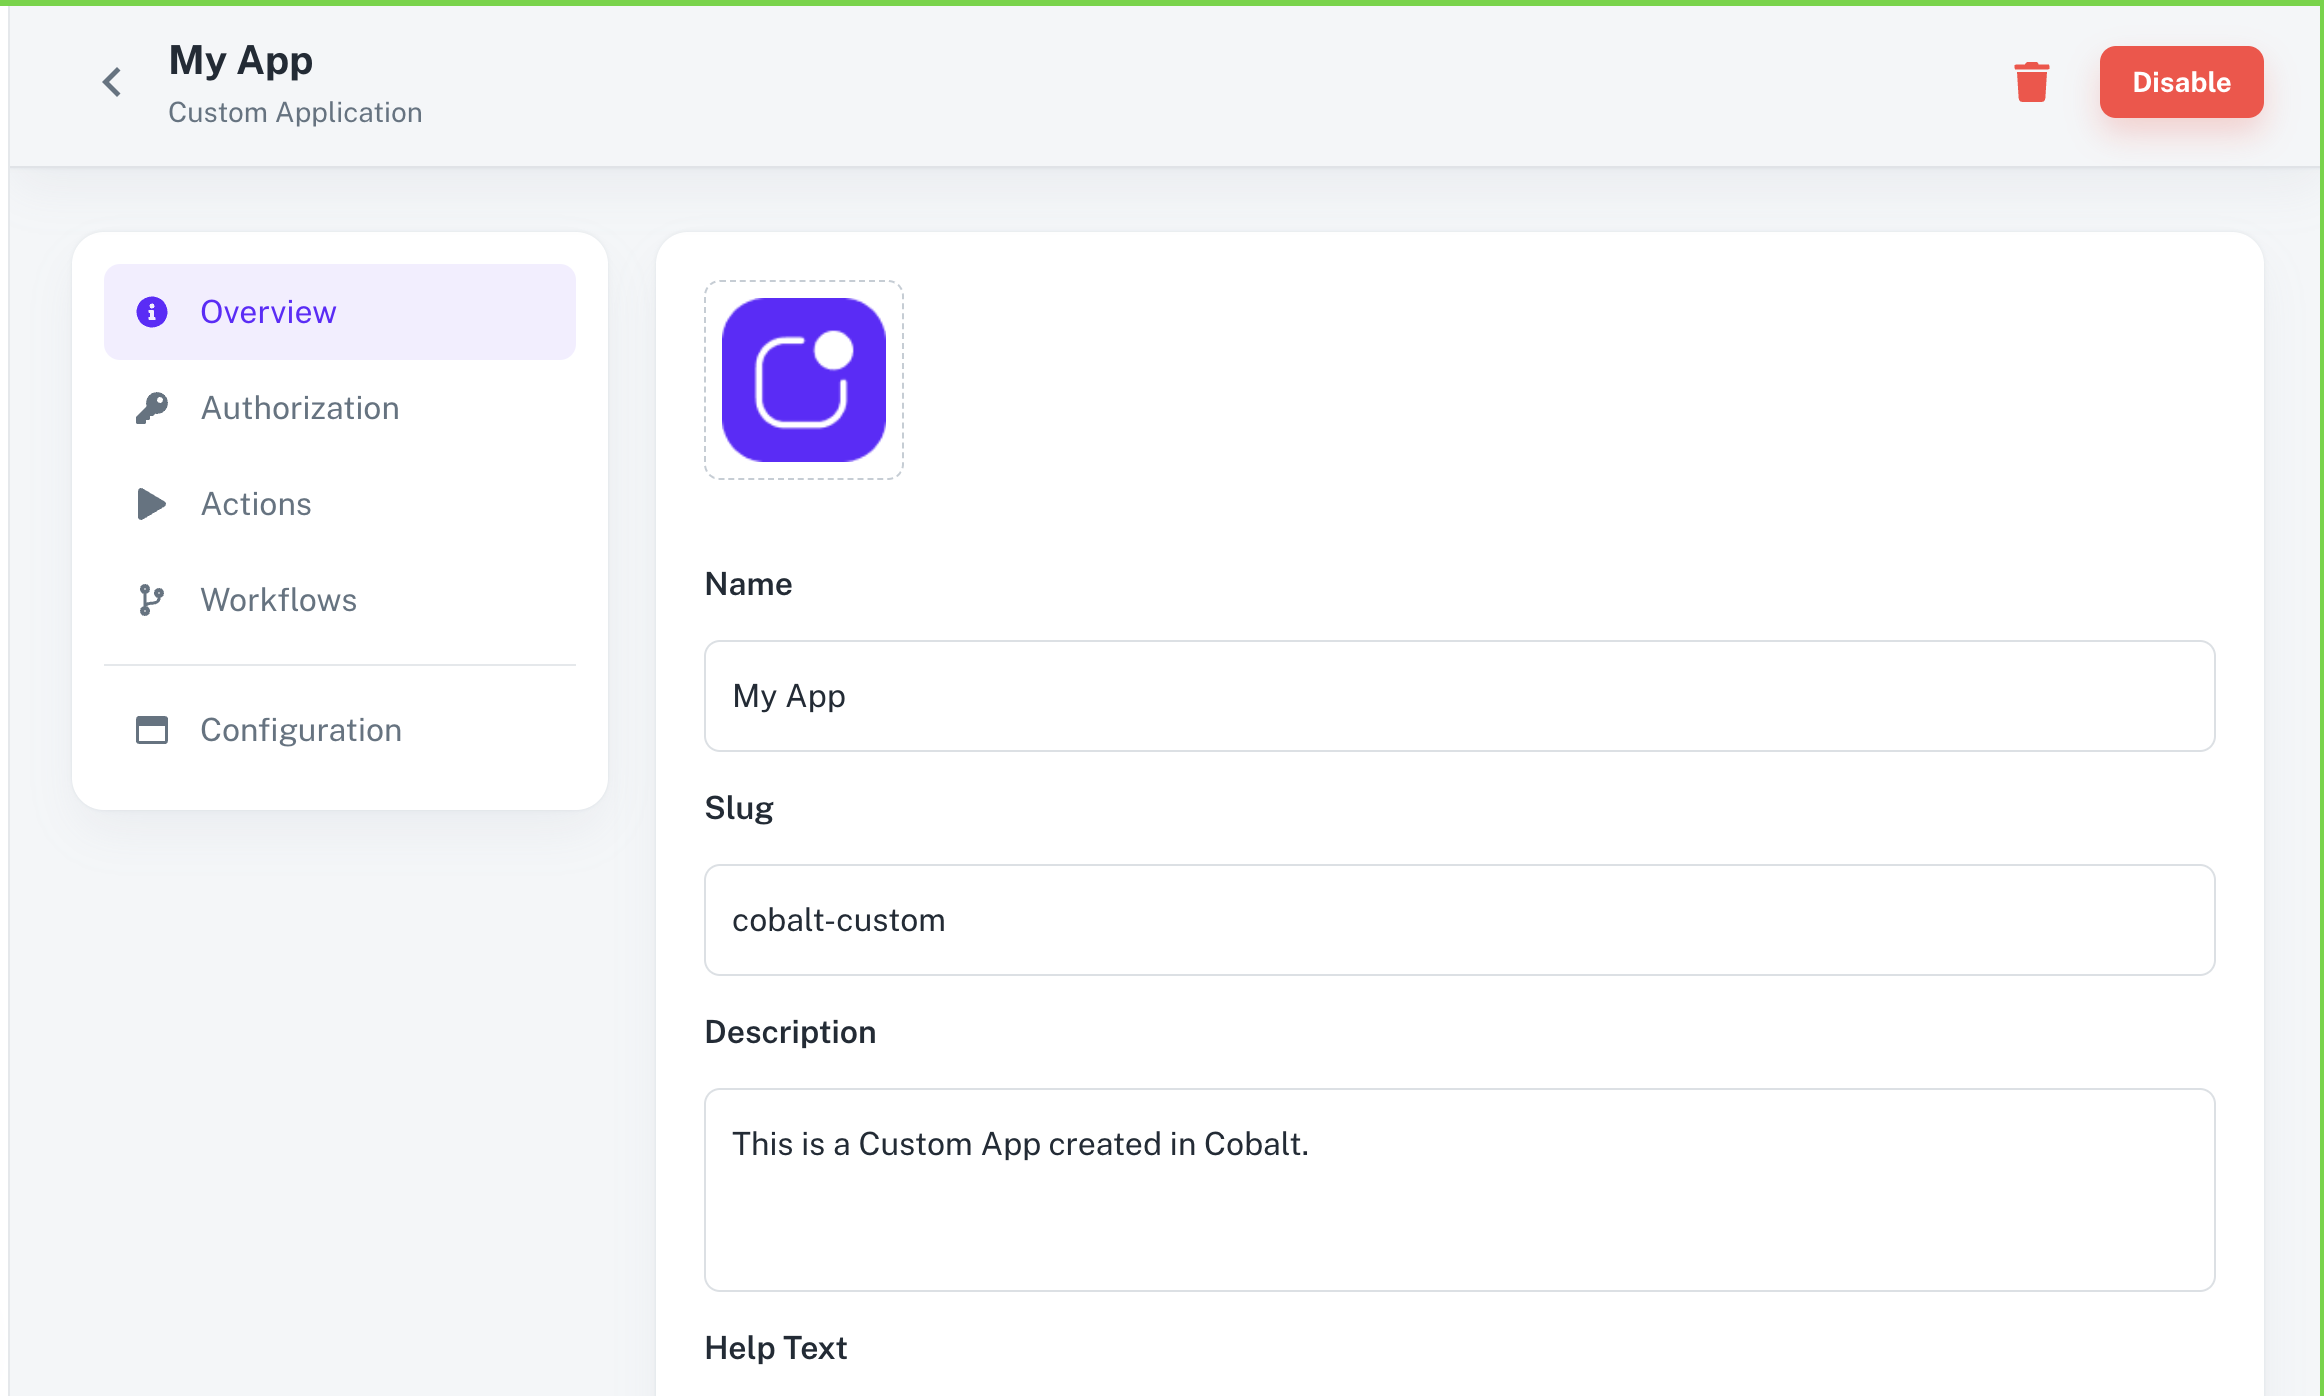 My App
Custom Application
Disable
Overview
Authorization
Actions
Workflows
Configuration
Name
My App
Slug
cobalt-custom
Description
This is a Custom App created in Cobalt.
Help Text